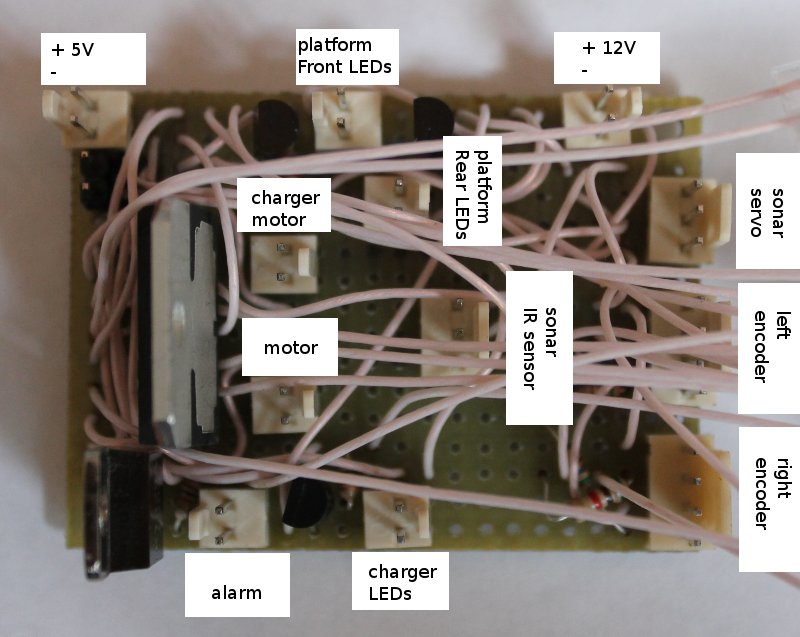 + 5V
-
platform
Front LEDs
+ 12V
-
platform
Rear LEDs
charger
motor
sonar
servo
sonar
IR sensor
left
encoder
motor
right
encoder
alarm
charger
LEDs